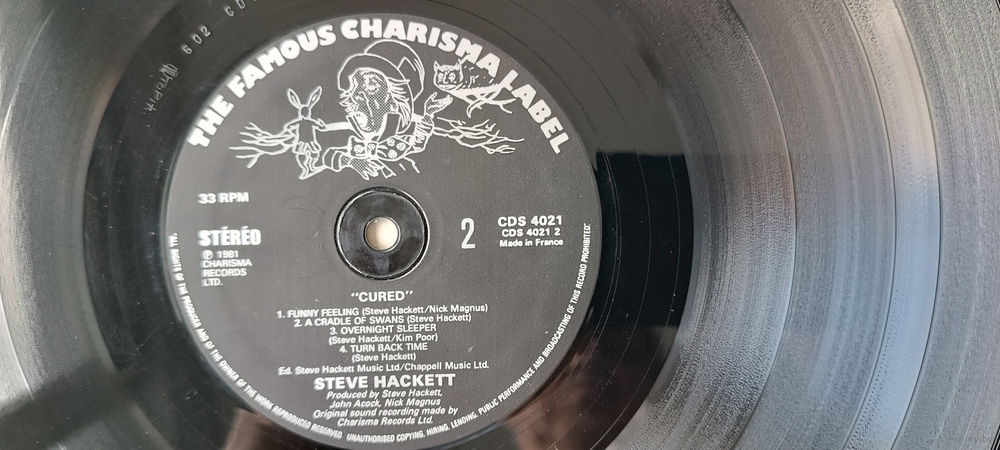 602 CDS
THE FAMOUS CHARISMA LABEL
33 RPM
STÉRÉO
℗ 1981
CHARISMA
RECORDS
LTD.
2
CDS 4021
CDS 4021 2
Made in France
"CURED"
1. FUNNY FEELING (Steve Hackett/Nick Magnus)
2. A CRADLE OF SWANS (Steve Hackett)
3. OVERNIGHT SLEEPER
(Steve Hackett/Kim Poor)
4. TURN BACK TIME
(Steve Hackett)
Ed. Steve Hackett Music Ltd/Chappell Music Ltd.
STEVE HACKETT
Produced by Steve Hackett,
John Acock, Nick Magnus
Original sound recording made by
Charisma Records Ltd.
"ALL RIGHTS OF THE PRODUCER AND OF THE OWNER OF THE WORK REPRODUCED RESERVED UNAUTHORISED COPYING, HIRING, LENDING, PUBLIC PERFORMANCE AND BROADCASTING OF THIS RECORD PROHIBITED"